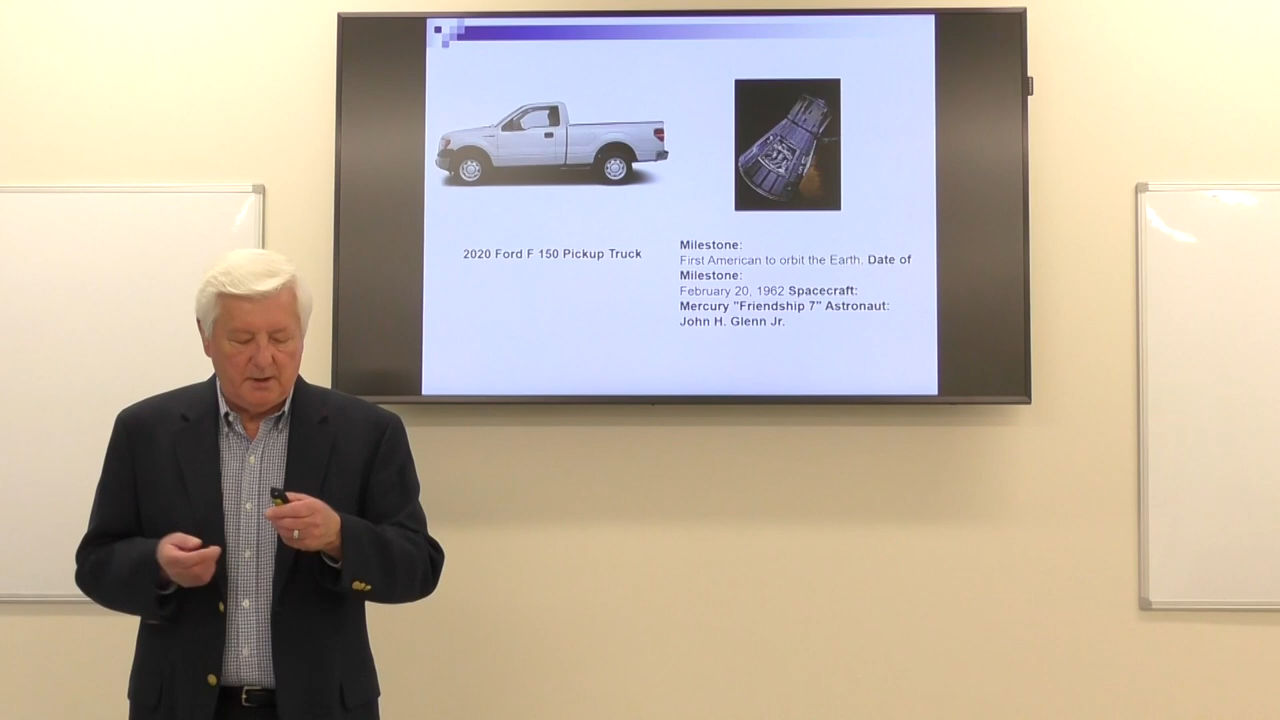 2020 Ford F 150 Pickup Truck
Milestone:
First American to orbit the Earth. Date of
Milestone:
February 20, 1962 Spacecraft:
Mercury "Friendship 7" Astronaut:
John H. Glenn Jr.